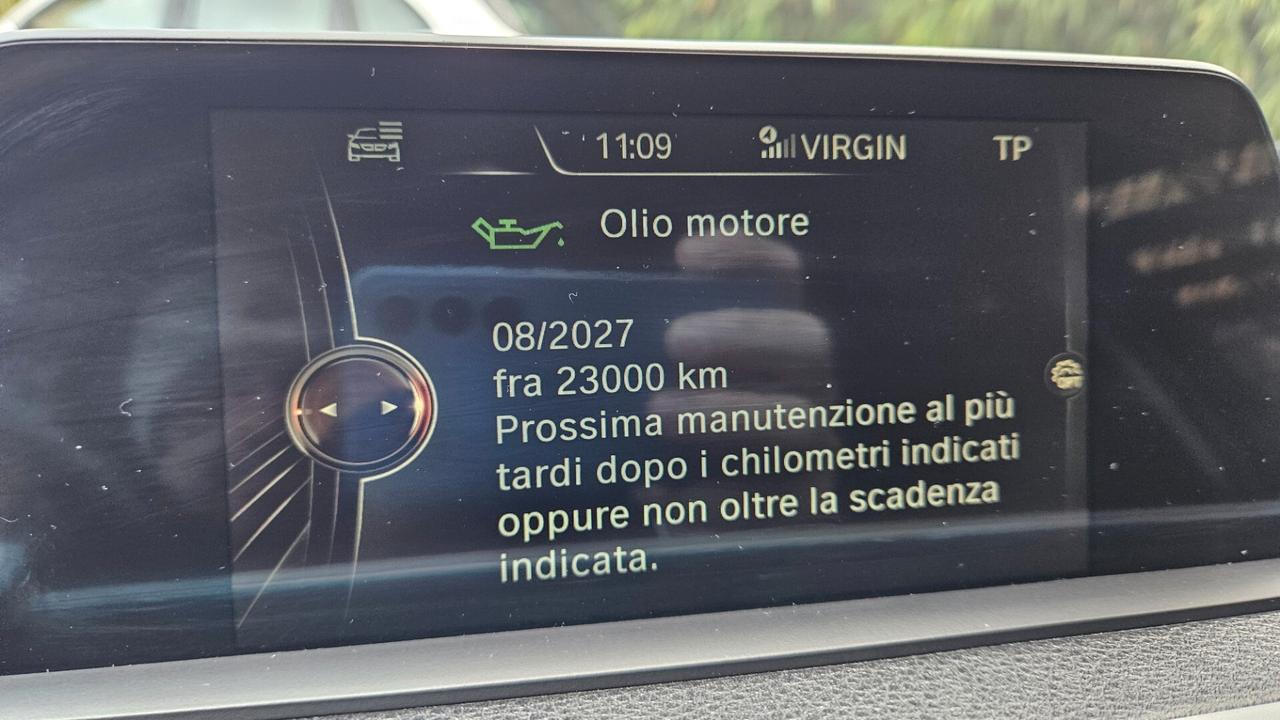 11:09 VIRGIN TP
Olio motore
08/2027
fra 23000 km
Prossima manutenzione al più
tardi dopo i chilometri indicati
oppure non oltre la scadenza
indicata.
OFF